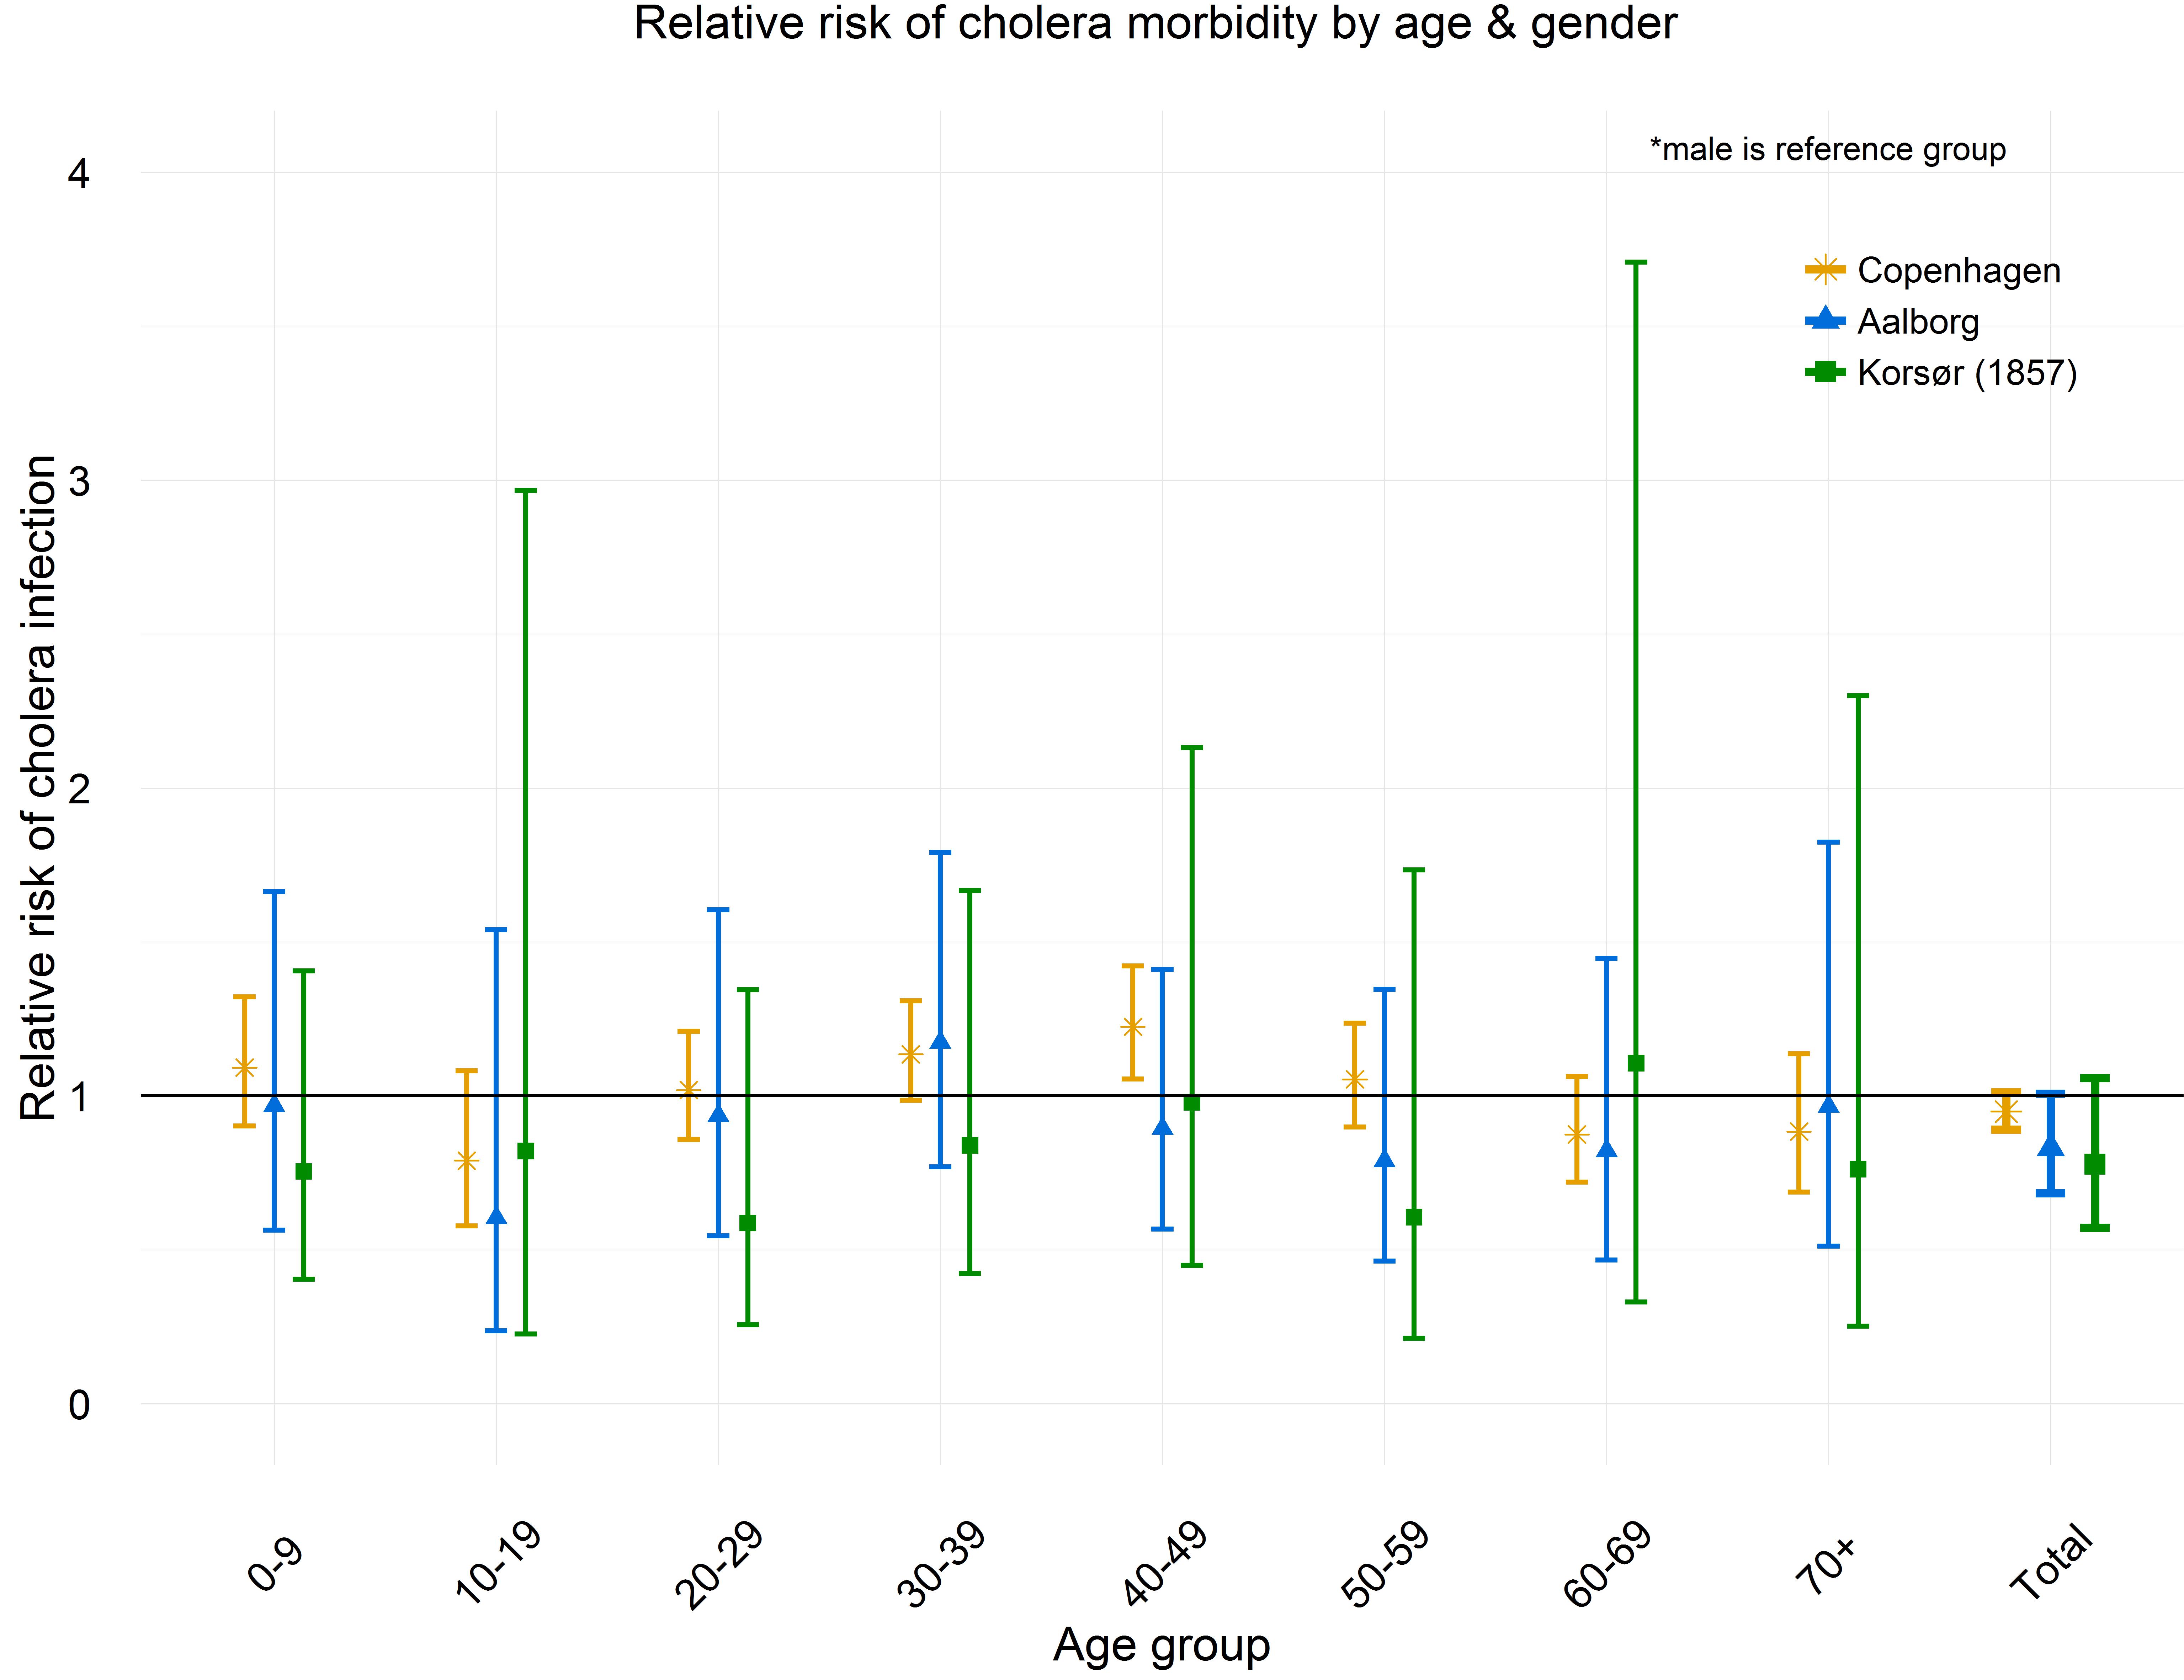 Relative risk of cholera morbidity by age & gender
*male is reference group
Copenhagen
Aalborg
Korsør (1857)
Relative risk of cholera infection
4
3
2
1
0
0-9
10-19
20-29
30-39
40-49
50-59
60-69
70+
Total
Age group